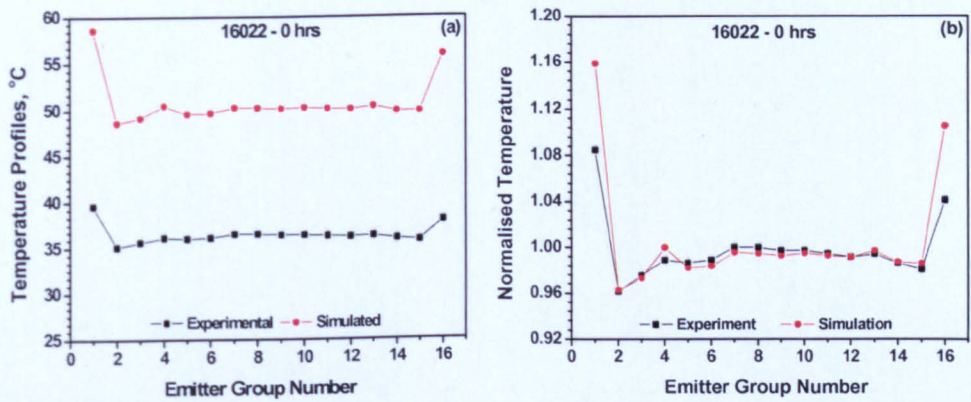 16022 - 0 hrs
(a)
Temperature Profiles, °C
60
55
50
45
40
35
30
25
Experimental
Simulated
0 2 4 6 8 10 12 14 16
Emitter Group Number
16022 - 0 hrs
(b)
Normalised Temperature
1.20
1.16
1.12
1.08
1.04
1.00
0.96
0.92
Experiment
Simulation
0 2 4 6 8 10 12 14 16
Emitter Group Number